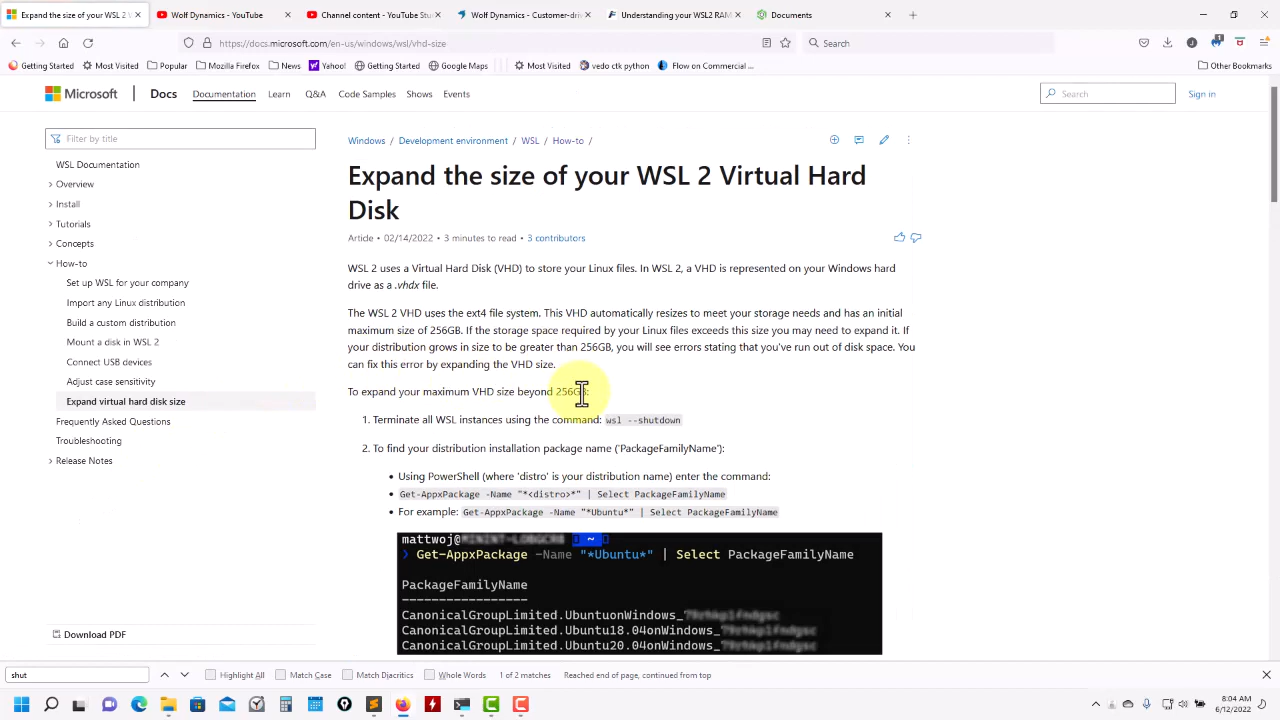 Expand the size of your WSL 2 V
Wolf Dynamics - YouTube
Channel content - YouTube Stu
Wolf Dynamics - Customer-driv
Understanding your WSL2 RAM
Documents
https://docs.microsoft.com/en-us/windows/wsl/vhd-size
Search
Getting Started
Most Visited
Popular
Mozilla Firefox
News
Yahoo!
Getting Started
Google Maps
Most Visited
vedo ctk python
Flow on Commercial ...
Other Bookmarks
Microsoft
Docs
Documentation
Learn
Q&A
Code Samples
Shows
Events
Search
Sign in
Filter by title
WSL Documentation
Overview
Install
Tutorials
Concepts
How-to
Set up WSL for your company
Import any Linux distribution
Build a custom distribution
Mount a disk in WSL 2
Connect USB devices
Adjust case sensitivity
Expand virtual hard disk size
Frequently Asked Questions
Troubleshooting
Release Notes
Download PDF
Windows / Development environment / WSL / How-to /
Expand the size of your WSL 2 Virtual Hard
Disk
Article • 02/14/2022 • 3 minutes to read • 3 contributors
WSL 2 uses a Virtual Hard Disk (VHD) to store your Linux files. In WSL 2, a VHD is represented on your Windows hard
drive as a .vhdx file.
The WSL 2 VHD uses the ext4 file system. This VHD automatically resizes to meet your storage needs and has an initial
maximum size of 256GB. If the storage space required by your Linux files exceeds this size you may need to expand it. If
your distribution grows in size to be greater than 256GB, you will see errors stating that you've run out of disk space. You
can fix this error by expanding the VHD size.
To expand your maximum VHD size beyond 256GB:
1. Terminate all WSL instances using the command: wsl --shutdown
2. To find your distribution installation package name ('PackageFamilyName'):
• Using PowerShell (where 'distro' is your distribution name) enter the command:
• Get-AppxPackage -Name "*<distro>*" | Select PackageFamilyName
• For example: Get-AppxPackage -Name "*Ubuntu*" | Select PackageFamilyName
mattwoj@ ~
❯ Get-AppxPackage -Name "*Ubuntu*" | Select PackageFamilyName
PackageFamilyName
-----------------
CanonicalGroupLimited.UbuntuonWindows_
CanonicalGroupLimited.Ubuntu18.04onWindows_
CanonicalGroupLimited.Ubuntu20.04onWindows_
shut
Highlight All
Match Case
Match Diacritics
Whole Words
1 of 2 matches
Reached end of page, continued from top
:04 AM
6/12/2022